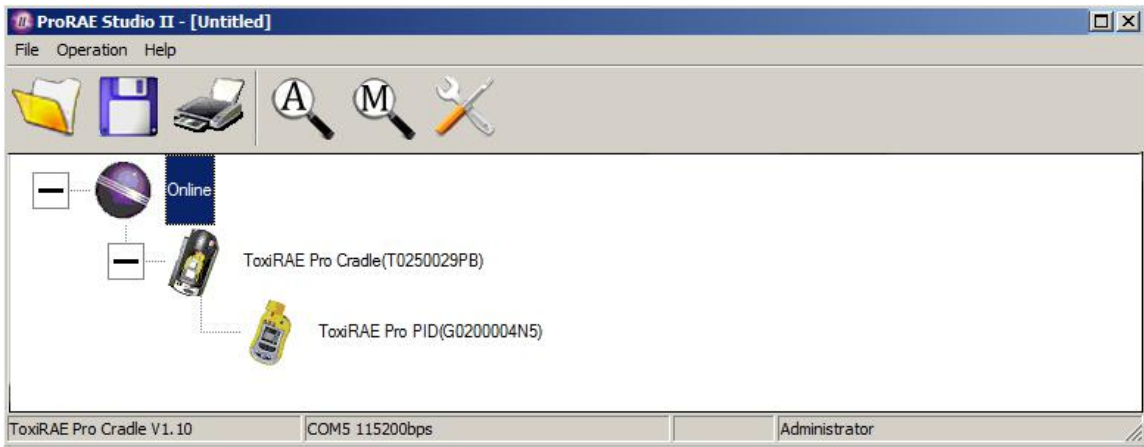 ProRAE Studio II - [Untitled]
File Operation Help
A M
Online
ToxiRAE Pro Cradle(T0250029PB)
ToxiRAE Pro PID(G0200004N5)
ToxiRAE Pro Cradle V1.10 COM5 115200bps Administrator